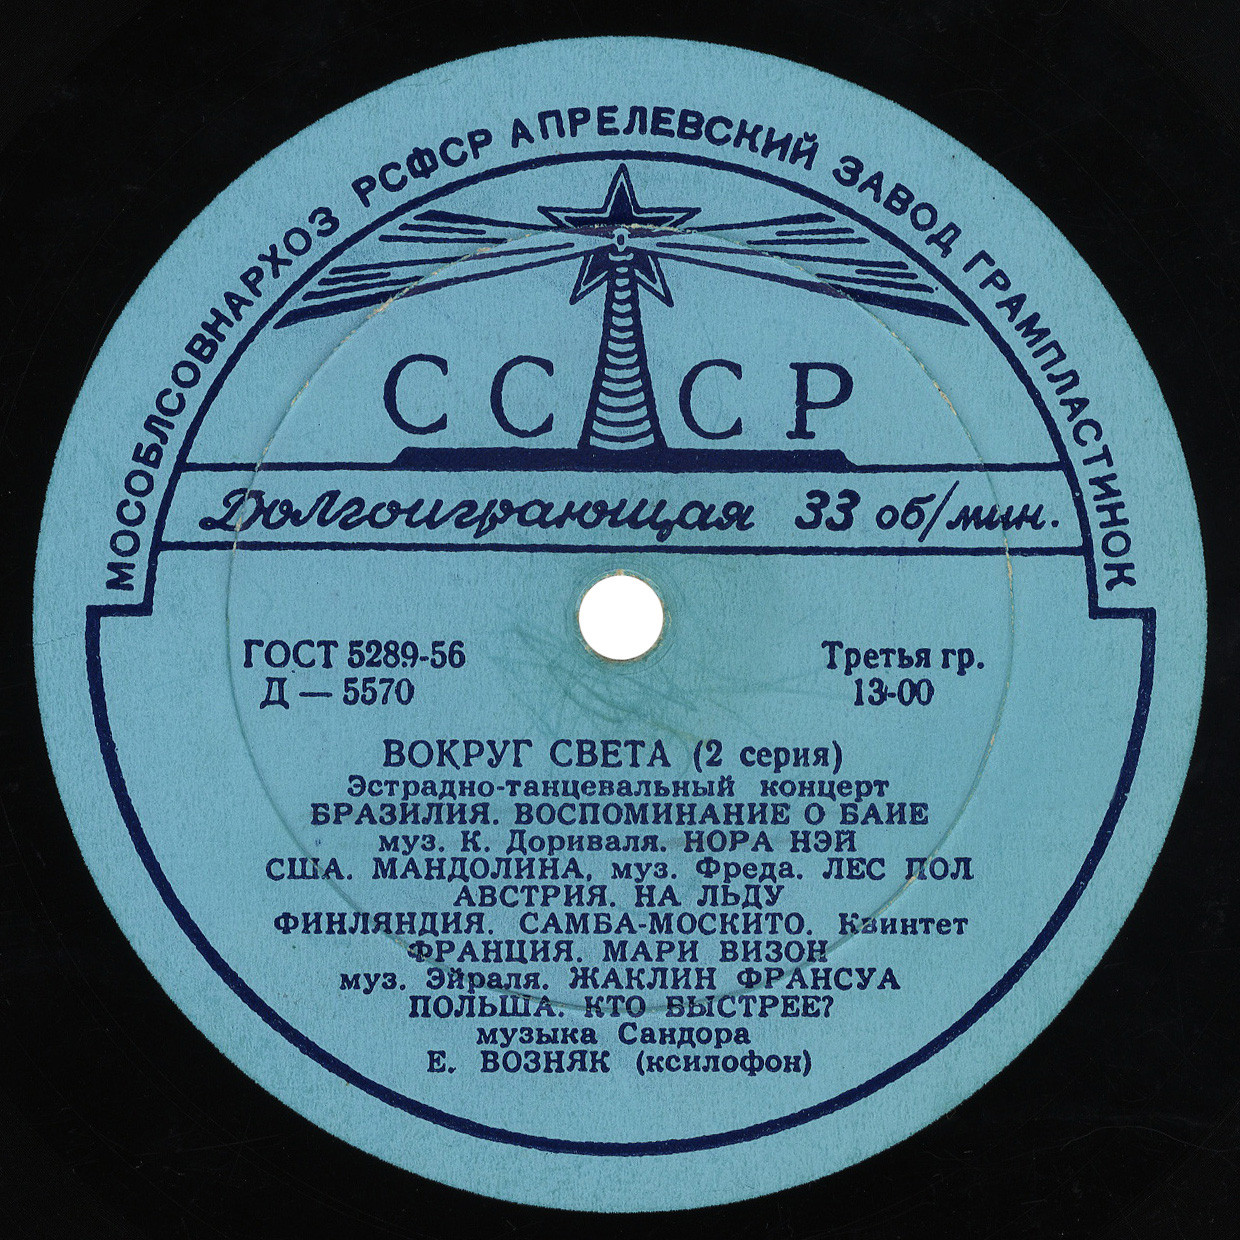 МОСОБЛСОВНАРХОЗ РСФСР АПРЕЛЕВСКИЙ ЗАВОД ГРАМПЛАСТИНОК
СССР
Долгоиграющая 33 об/мин.
ГОСТ 5289-56
Третья гр.
Д — 5570
13-00
ВОКРУГ СВЕТА (2 серия)
Эстрадно-танцевальный концерт
БРАЗИЛИЯ. ВОСПОМИНАНИЕ О БАИЕ
муз. К. Дориваля. НОРА НЭЙ
США. МАНДОЛИНА, муз. Фреда. ЛЕС ПОЛ
АВСТРИЯ. НА ЛЬДУ
ФИНЛЯНДИЯ. САМБА-МОСКИТО. Квинтет
ФРАНЦИЯ. МАРИ ВИЗОН
муз. Эйраля. ЖАКЛИН ФРАНСУА
ПОЛЬША. КТО БЫСТРЕЕ?
музыка Сандора
Е. ВОЗНЯК (ксилофон)